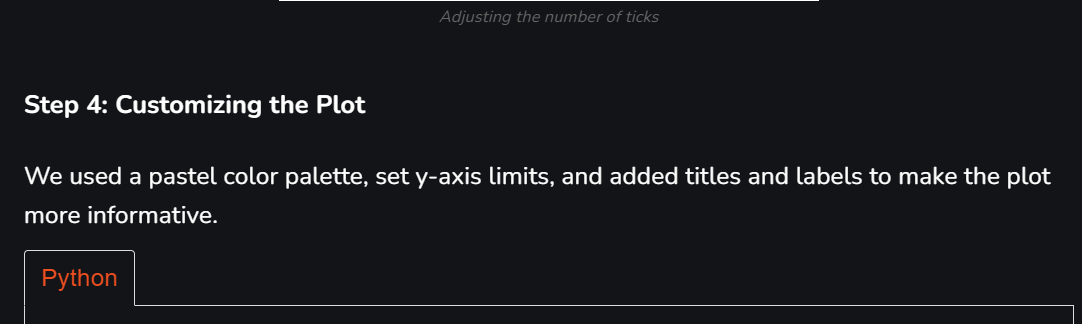 Adjusting the number of ticks
Step 4: Customizing the Plot
We used a pastel color palette, set y-axis limits, and added titles and labels to make the plot
more informative.
Python